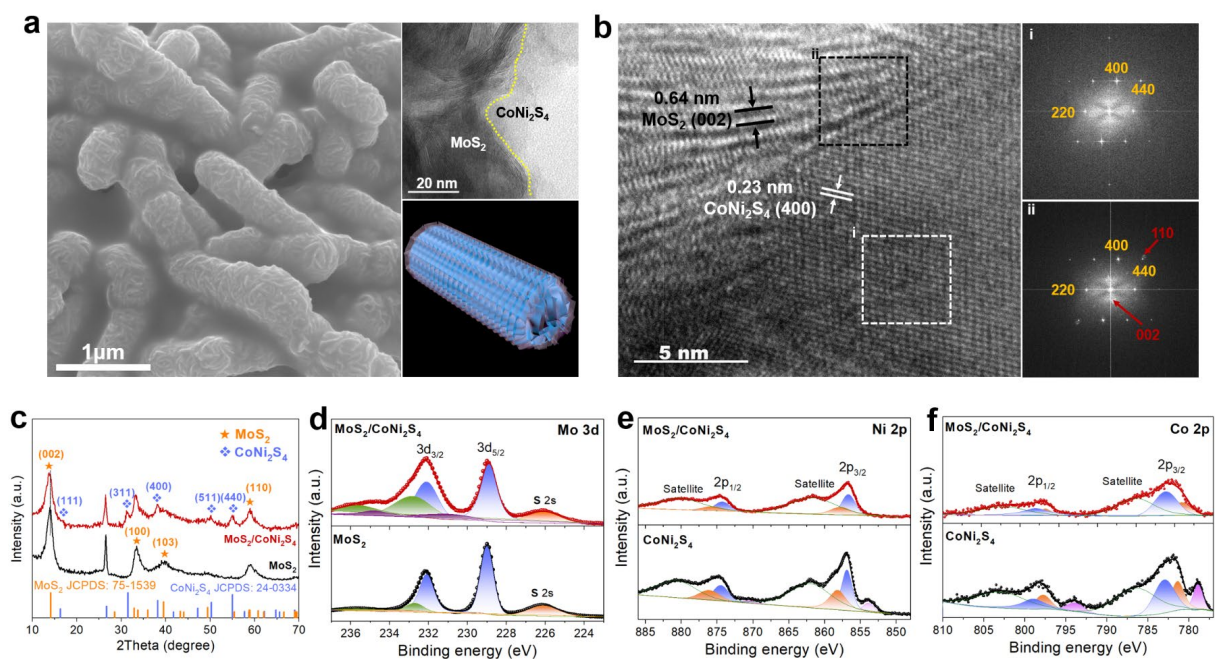 a
1μm
MoS₂
CoNi₂S₄
20 nm
b
0.64 nm
MoS₂ (002)
0.23 nm
CoNi₂S₄ (400)
ii
i
5 nm
i
400
440
220
ii
400
110
440
220
002
c
Intensity (a.u.)
(002)
(111)
(311)
(400)
(511)
(440)
(110)
MoS₂
CoNi₂S₄
MoS₂/CoNi₂S₄
(100)
(103)
MoS₂
MoS₂ JCPDS: 75-1539
CoNi₂S₄ JCPDS: 24-0334
10 20 30 40 50 60 70
2Theta (degree)
d
Intensity (a.u.)
MoS₂/CoNi₂S₄
Mo 3d
3d₃/₂
3d₅/₂
S 2s
MoS₂
S 2s
236 233 230 226 223
Binding energy (eV)
e
Intensity (a.u.)
MoS₂/CoNi₂S₄
Ni 2p
Satellite
2p₁/₂
Satellite
2p₃/₂
CoNi₂S₄
885 880 875 870 865 860 855 850
Binding energy (eV)
f
Intensity (a.u.)
MoS₂/CoNi₂S₄
Co 2p
Satellite
2p₁/₂
Satellite
2p₃/₂
CoNi₂S₄
810 805 800 795 790 785 780
Binding energy (eV)